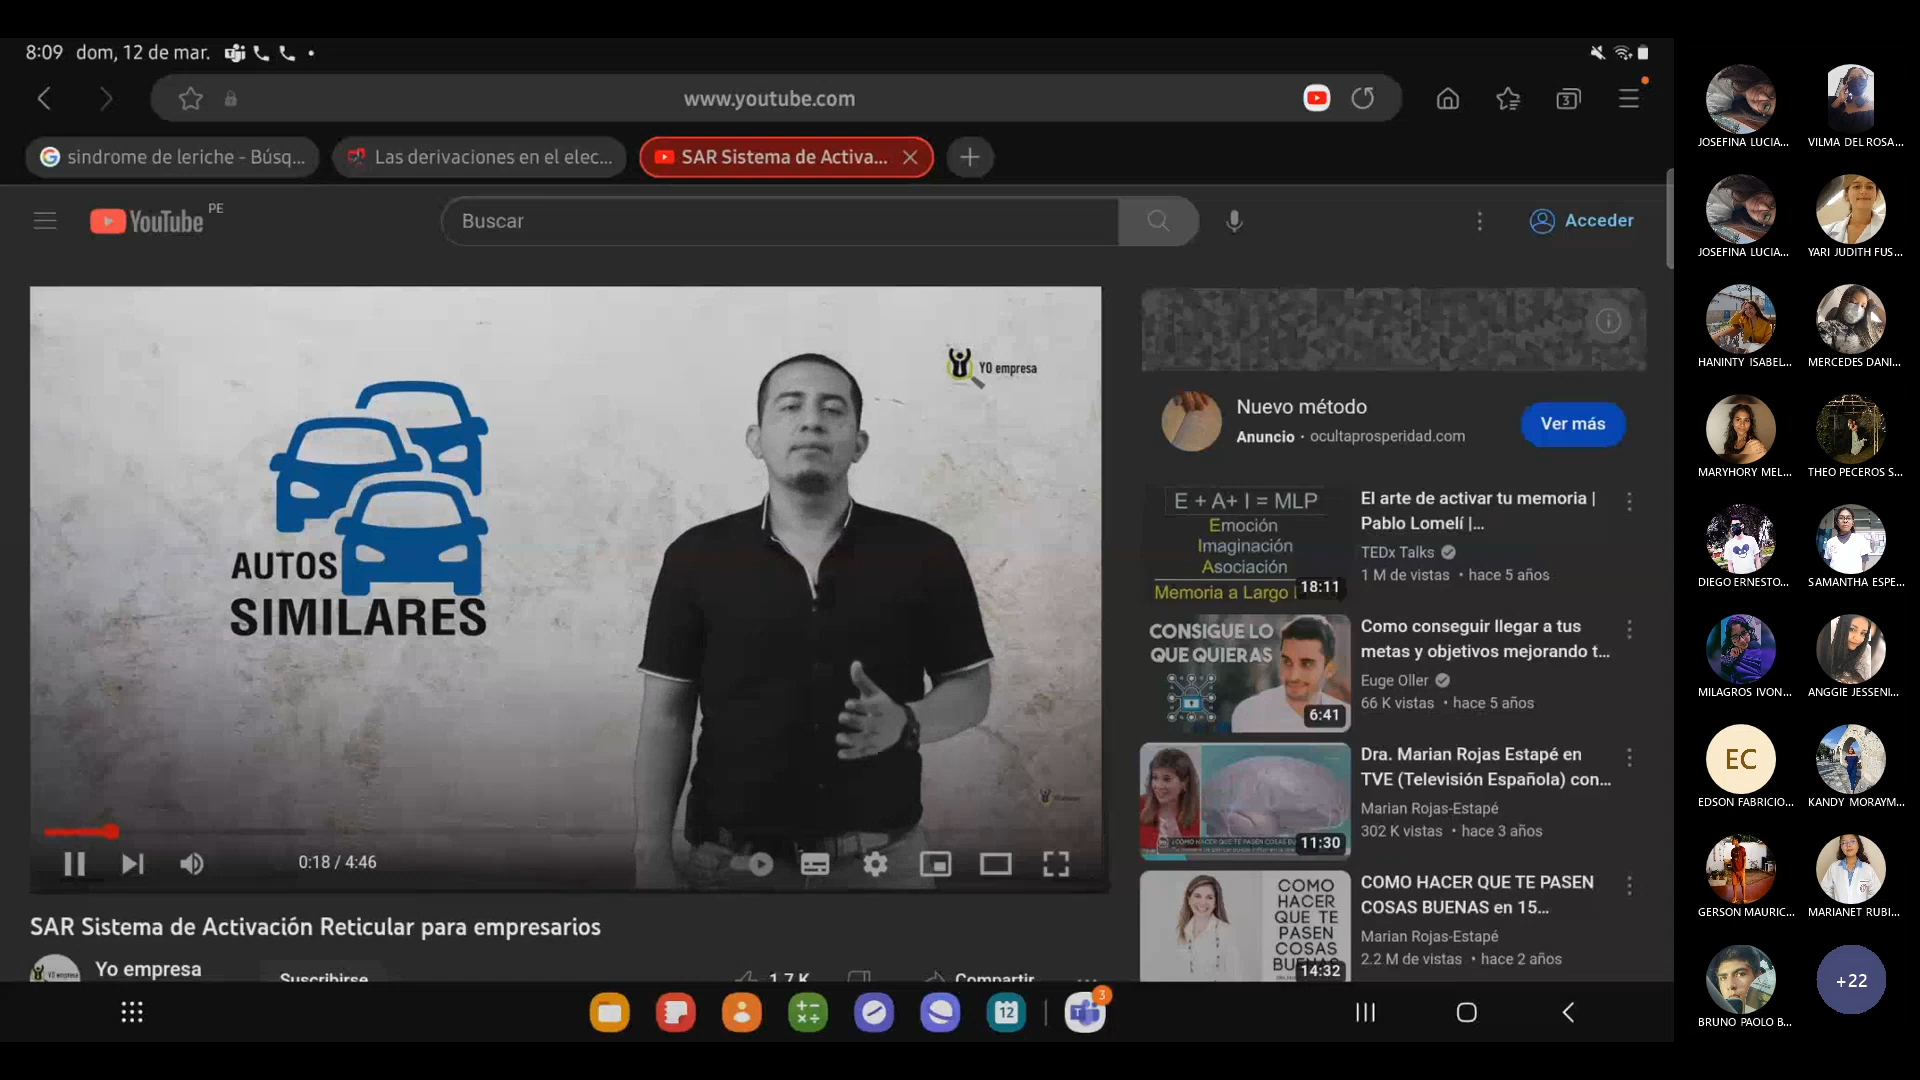 8:09 dom, 12 de mar.
www.youtube.com
3
sindrome de leriche - Búsq...
Las derivaciones en el elec...
SAR Sistema de Activa...
YouTube PE
Buscar
Acceder
YO empresa
AUTOS
SIMILARES
0:18 / 4:46
SAR Sistema de Activación Reticular para empresarios
Yo empresa
Suscribirse
1.7 K
Compartir
Nuevo método
Anuncio · ocultaprosperidad.com
Ver más
E + A+ I = MLP
Emoción
Imaginación
Asociación
Memoria a Largo
18:11
El arte de activar tu memoria |
Pablo Lomelí |...
TEDx Talks
1 M de vistas · hace 5 años
CONSIGUE LO
QUE QUIERAS
6:41
Como conseguir llegar a tus
metas y objetivos mejorando t...
Euge Oller
66 K vistas · hace 5 años
11:30
Dra. Marian Rojas Estapé en
TVE (Televisión Española) con...
Marian Rojas-Estapé
302 K vistas · hace 3 años
COMO
HACER
QUE TE
PASEN
COSAS
BUENAS
14:32
COMO HACER QUE TE PASEN
COSAS BUENAS en 15...
Marian Rojas-Estapé
2.2 M de vistas · hace 2 años
12
3
JOSEFINA LUCIA...
VILMA DEL ROSA...
JOSEFINA LUCIA...
YARI JUDITH FUS...
HANINTY ISABEL...
MERCEDES DANI...
MARYHORY MEL...
THEO PECEROS S...
DIEGO ERNESTO...
SAMANTHA ESPE...
MILAGROS IVON...
ANGGIE JESSENI...
EC
EDSON FABRICIO...
KANDY MORAYM...
GERSON MAURIC...
MARIANET RUBI...
BRUNO PAOLO B...
+22